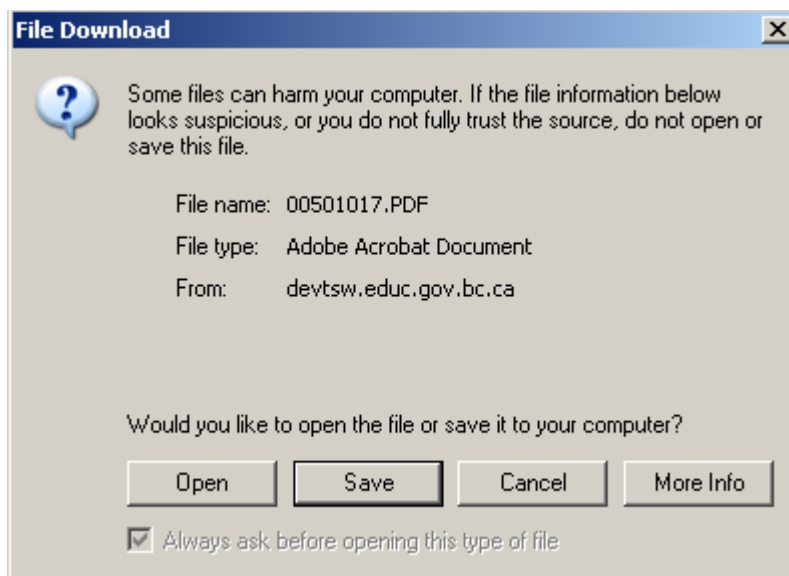 File Download
Some files can harm your computer. If the file information below
looks suspicious, or you do not fully trust the source, do not open or
save this file.
File name: 00501017.PDF
File type: Adobe Acrobat Document
From: devtsw.educ.gov.bc.ca
Would you like to open the file or save it to your computer?
Open Save Cancel More Info
Always ask before opening this type of file